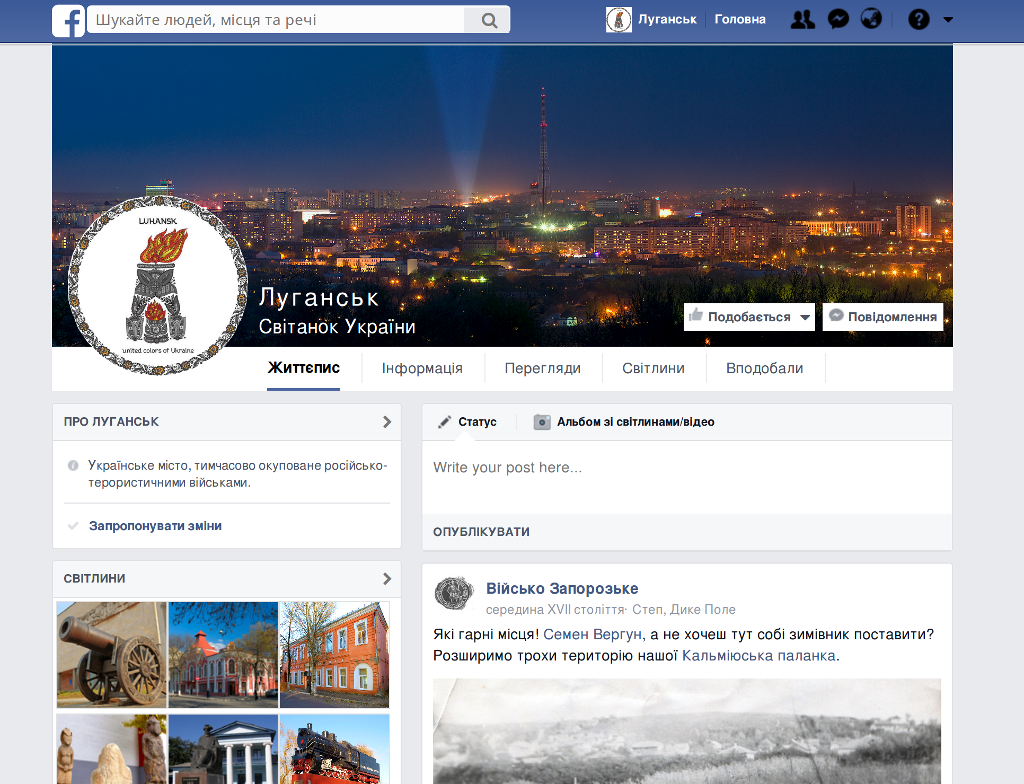 Шукайте людей, місця та речі
Луганськ
Головна
LUHANSK
united colors of Ukraine
Луганськ
Світанок України
Подобається
Повідомлення
Життєпис
Інформація
Перегляди
Світлини
Вподобали
ПРО ЛУГАНСЬК
Українське місто, тимчасово окуповане російсько-
терористичними військами.
Запропонувати зміни
СВІТЛИНИ
Статус
Альбом зі світлинами/відео
Write your post here...
ОПУБЛІКУВАТИ
Військо Запорозьке
середина XVII століття· Степ, Дике Поле
Які гарні місця! Семен Вергун, а не хочеш тут собі зимівник поставити?
Розширимо трохи територію нашої Кальміюська паланка.